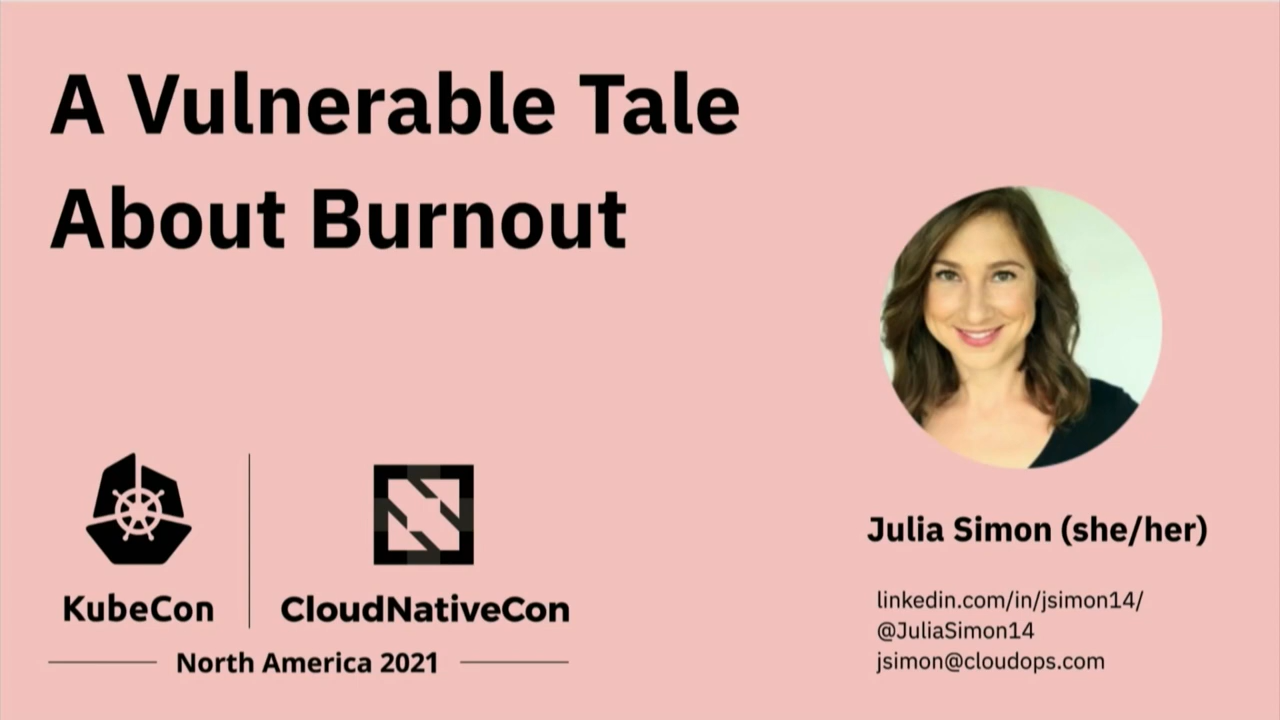 A Vulnerable Tale
About Burnout
KubeCon
CloudNativeCon
North America 2021
Julia Simon (she/her)
linkedin.com/in/jsimon14/
@JuliaSimon14
jsimon@cloudops.com